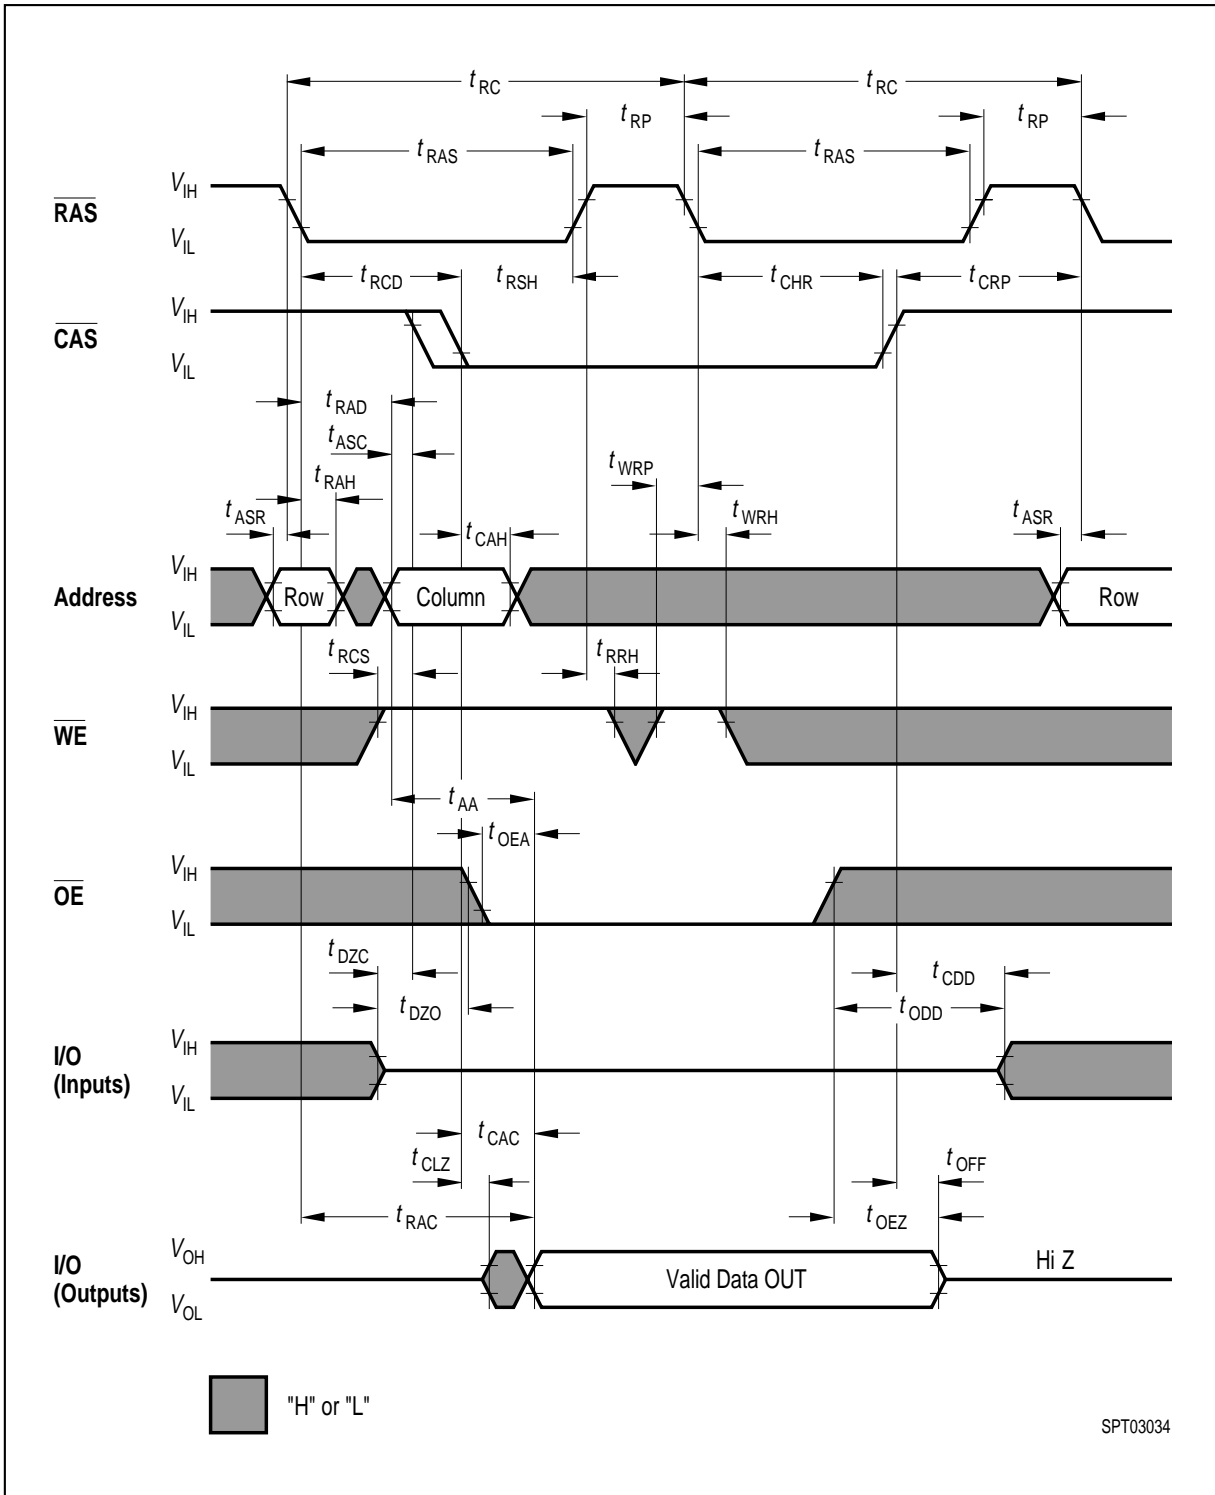 tRC tRC
tRP tRP
tRAS tRAS
RAS VIH
VIL
tRCD tRSH tCHR tCRP
CAS VIH
VIL
tRAD
tASC
tWRP
tRAH
tASR tCAH tWRH tASR
Address VIH
Row Column Row
VIL
tRCS tRRH
WE VIH
VIL
tAA
tOEA
OE VIH
VIL
tDZC tCDD
tDZO tODD
I/O (Inputs) VIH
VIL
tCAC
tCLZ tOFF
tRAC tOEZ
I/O (Outputs) VOH
Valid Data OUT Hi Z
VOL
"H" or "L"
SPT03034